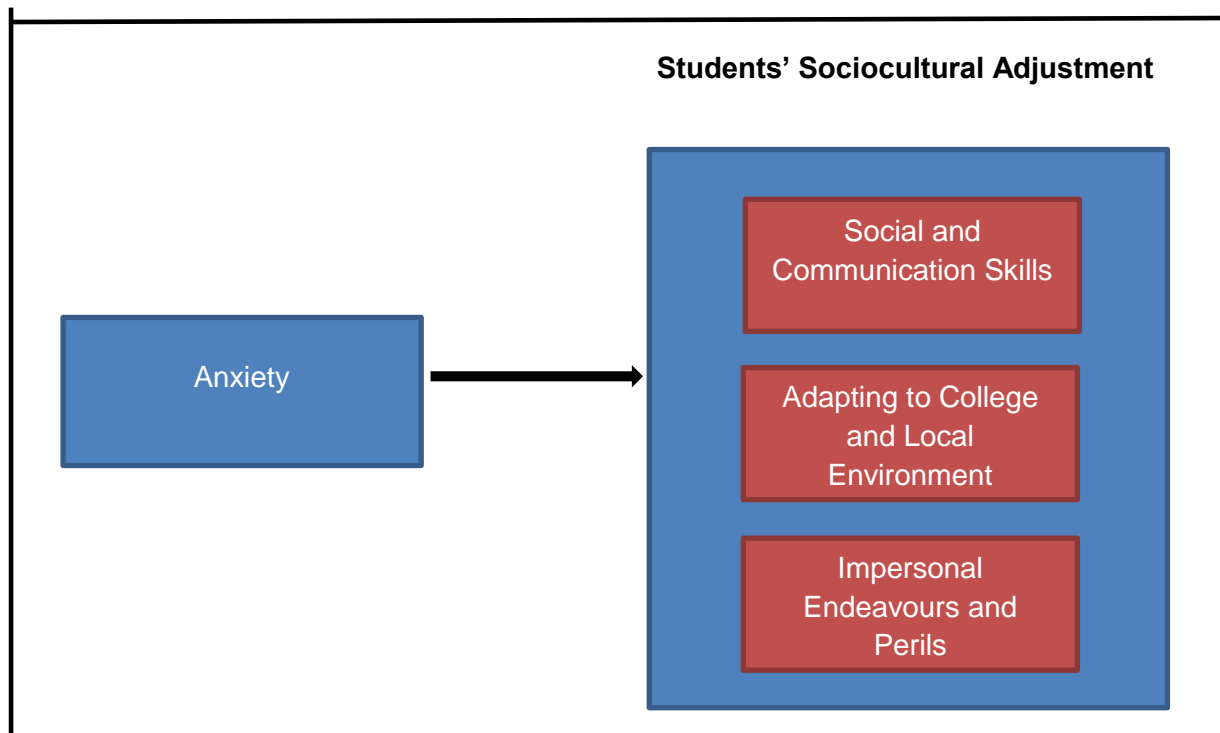 Students’ Sociocultural Adjustment
Anxiety
Social and
Communication Skills
Adapting to College
and Local
Environment
Impersonal
Endeavours and
Perils